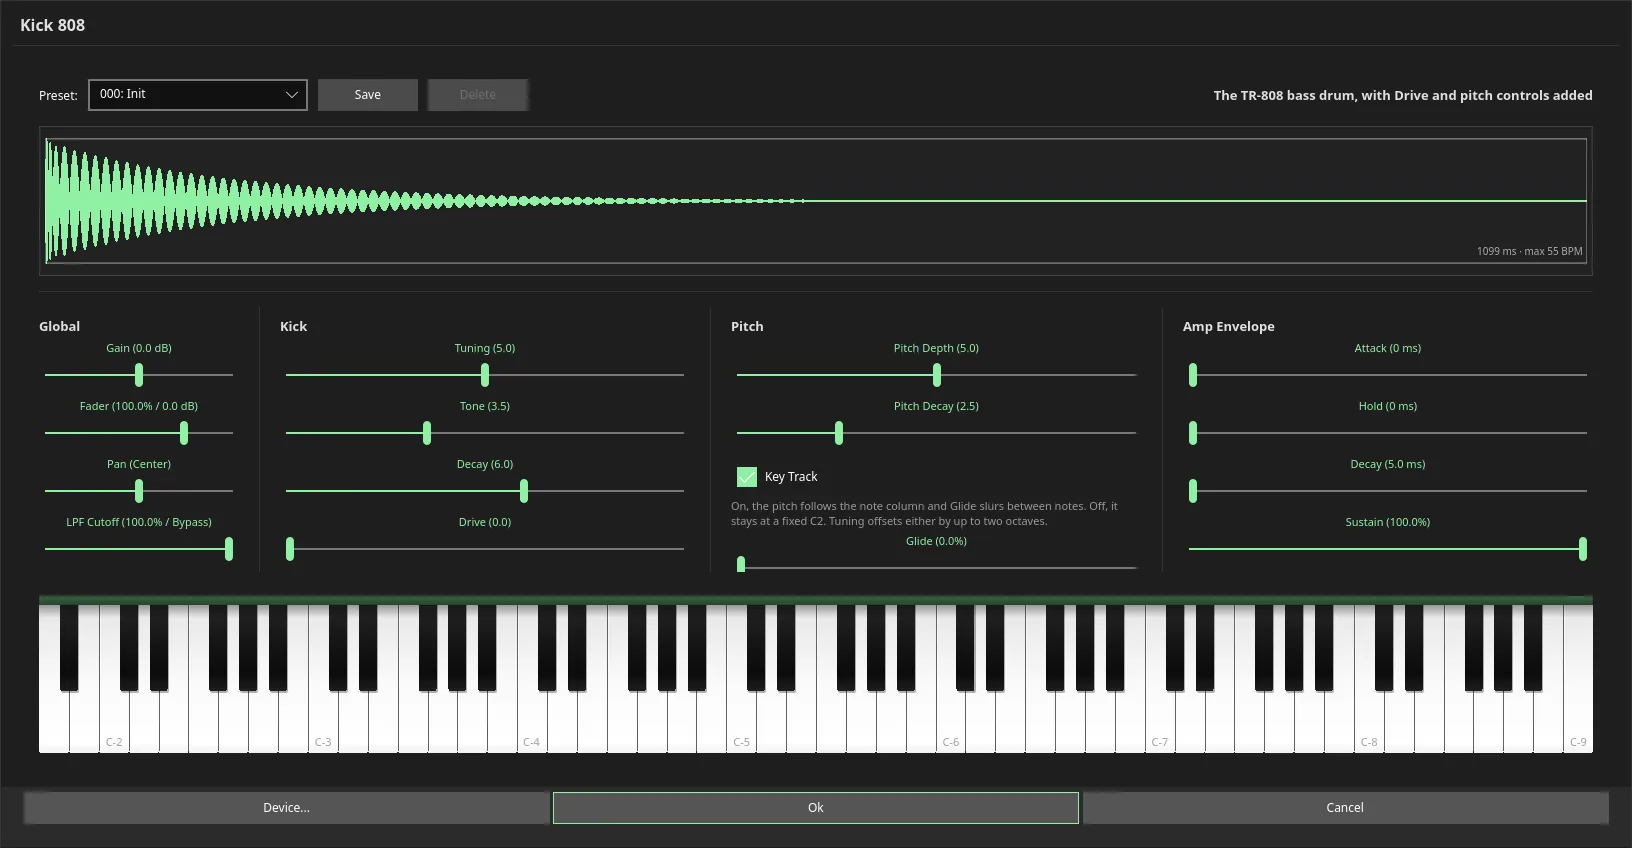 Kick 808
Preset:
000: Init
Save
Delete
The TR-808 bass drum, with Drive and pitch controls added
1099 ms · max 55 BPM
Global
Gain (0.0 dB)
Fader (100.0% / 0.0 dB)
Pan (Center)
LPF Cutoff (100.0% / Bypass)
Kick
Tuning (5.0)
Tone (3.5)
Decay (6.0)
Drive (0.0)
Pitch
Pitch Depth (5.0)
Pitch Decay (2.5)
Key Track
On, the pitch follows the note column and Glide slurs between notes. Off, it
stays at a fixed C2. Tuning offsets either by up to two octaves.
Glide (0.0%)
Amp Envelope
Attack (0 ms)
Hold (0 ms)
Decay (5.0 ms)
Sustain (100.0%)
C-2
C-3
C-4
C-5
C-6
C-7
C-8
C-9
Device...
Ok
Cancel